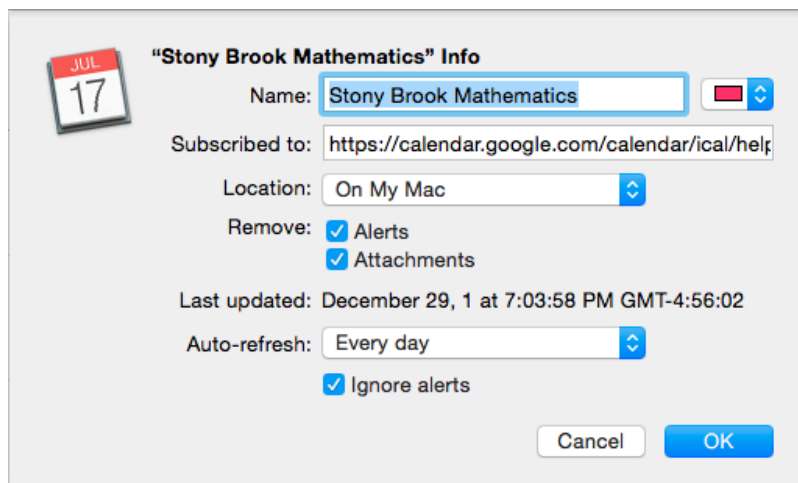 JUL
17
“Stony Brook Mathematics” Info
Name: Stony Brook Mathematics
Subscribed to: https://calendar.google.com/calendar/ical/help
Location: On My Mac
Remove: Alerts
Attachments
Last updated: December 29, 1 at 7:03:58 PM GMT-4:56:02
Auto-refresh: Every day
Ignore alerts
Cancel OK